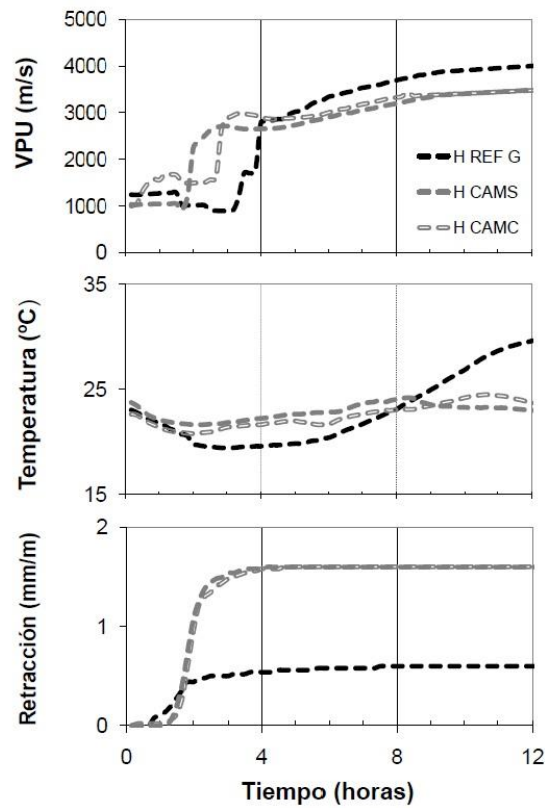 5000
4000
3000
2000
1000
0
VPU (m/s)
H REF G
H CAMS
H CAMC
35
25
15
Temperatura (ºC)
2
1
0
Retracción (mm/m)
0 4 8 12
Tiempo (horas)